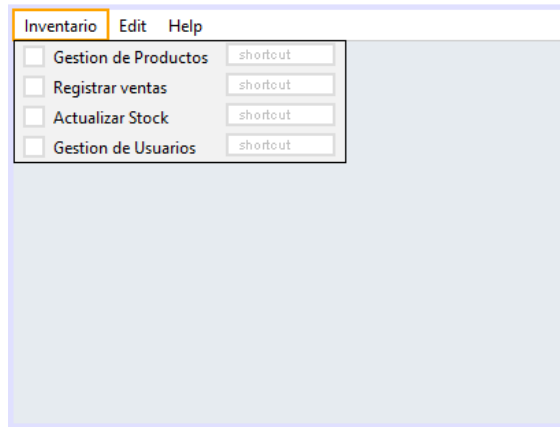 Inventario Edit Help
Gestion de Productos shortcut
Registrar ventas shortcut
Actualizar Stock shortcut
Gestion de Usuarios shortcut